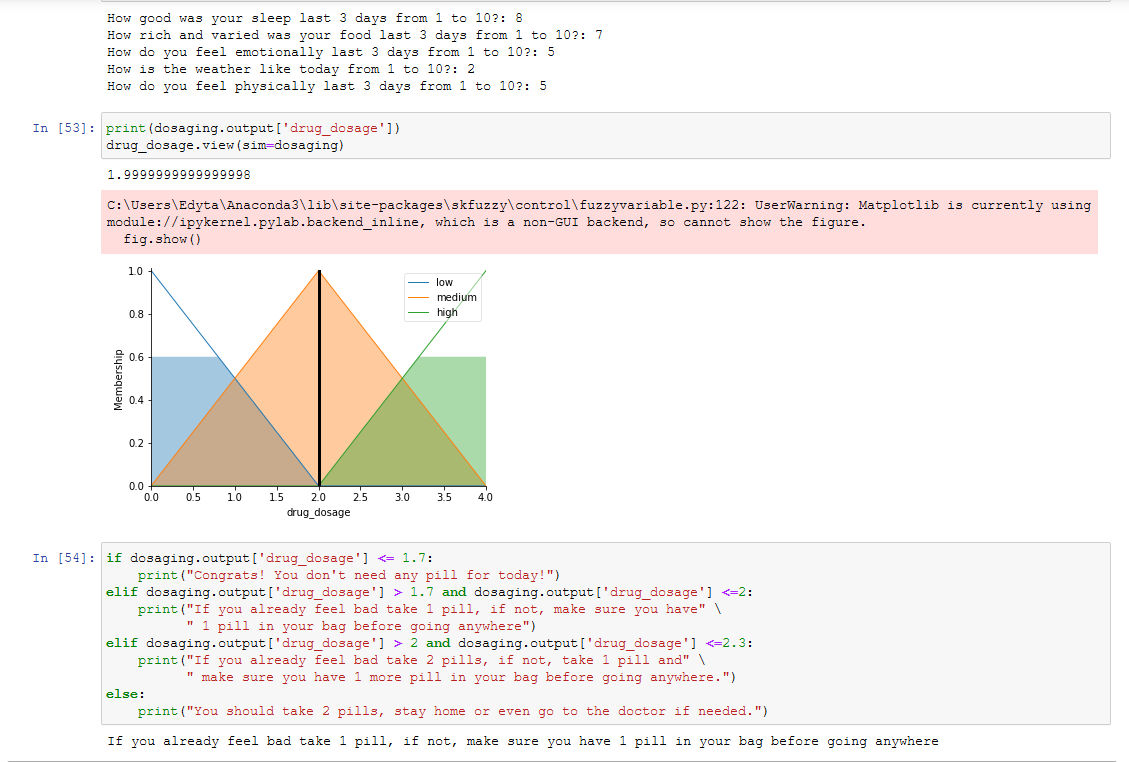 How good was your sleep last 3 days from 1 to 10?: 8
How rich and varied was your food last 3 days from 1 to 10?: 7
How do you feel emotionally last 3 days from 1 to 10?: 5
How is the weather like today from 1 to 10?: 2
How do you feel physically last 3 days from 1 to 10?: 5
In [53]: print(dosaging.output['drug_dosage'])
drug_dosage.view(sim=dosaging)
1.9999999999999998
C:\Users\Edyta\Anaconda3\lib\site-packages\skfuzzy\control\fuzzyvariable.py:122: UserWarning: Matplotlib is currently using
module://ipykernel.pylab.backend_inline, which is a non-GUI backend, so cannot show the figure.
  fig.show()
1.0
0.8
0.6
0.4
0.2
0.0
Membership
low
medium
high
0.0 0.5 1.0 1.5 2.0 2.5 3.0 3.5 4.0
drug_dosage
In [54]: if dosaging.output['drug_dosage'] <= 1.7:
    print("Congrats! You don't need any pill for today!")
elif dosaging.output['drug_dosage'] > 1.7 and dosaging.output['drug_dosage'] <=2:
    print("If you already feel bad take 1 pill, if not, make sure you have" \
          " 1 pill in your bag before going anywhere")
elif dosaging.output['drug_dosage'] > 2 and dosaging.output['drug_dosage'] <=2.3:
    print("If you already feel bad take 2 pills, if not, take 1 pill and" \
          " make sure you have 1 more pill in your bag before going anywhere.")
else:
    print("You should take 2 pills, stay home or even go to the doctor if needed.")
If you already feel bad take 1 pill, if not, make sure you have 1 pill in your bag before going anywhere